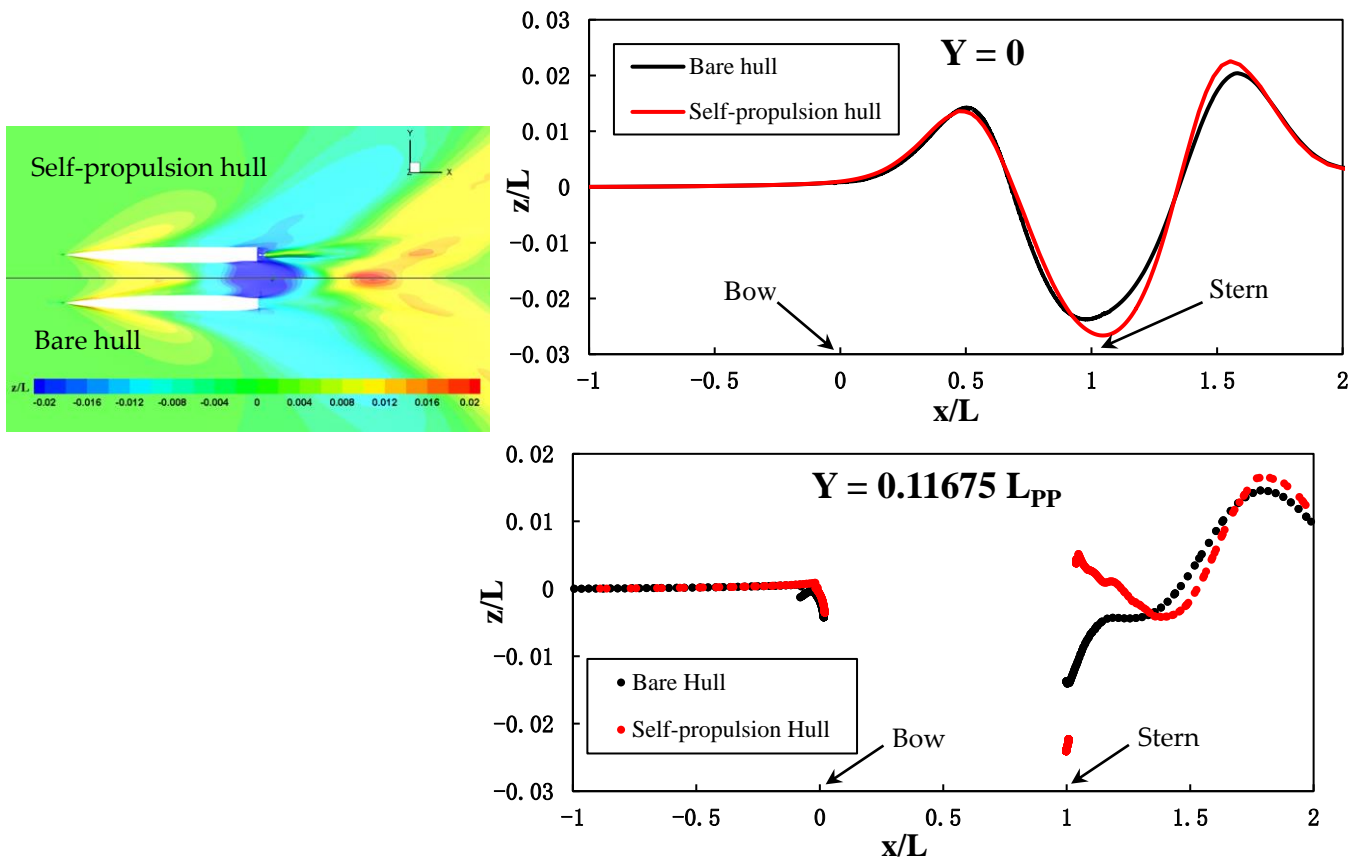 Self-propulsion hull
Y
Z
X
Bare hull
z/L
-0.02 -0.016 -0.012 -0.008 -0.004 0 0.004 0.008 0.012 0.016 0.02
0.03
0.02
0.01
0
-0.01
-0.02
-0.03
z/L
Y = 0
Bare hull
Self-propulsion hull
Bow
Stern
-1 -0.5 0 0.5 1 1.5 2
x/L
0.02
0.01
0
-0.01
-0.02
-0.03
z/L
Y = 0.11675 LPP
Bare Hull
Self-propulsion Hull
Bow
Stern
-1 -0.5 0 0.5 1 1.5 2
x/L